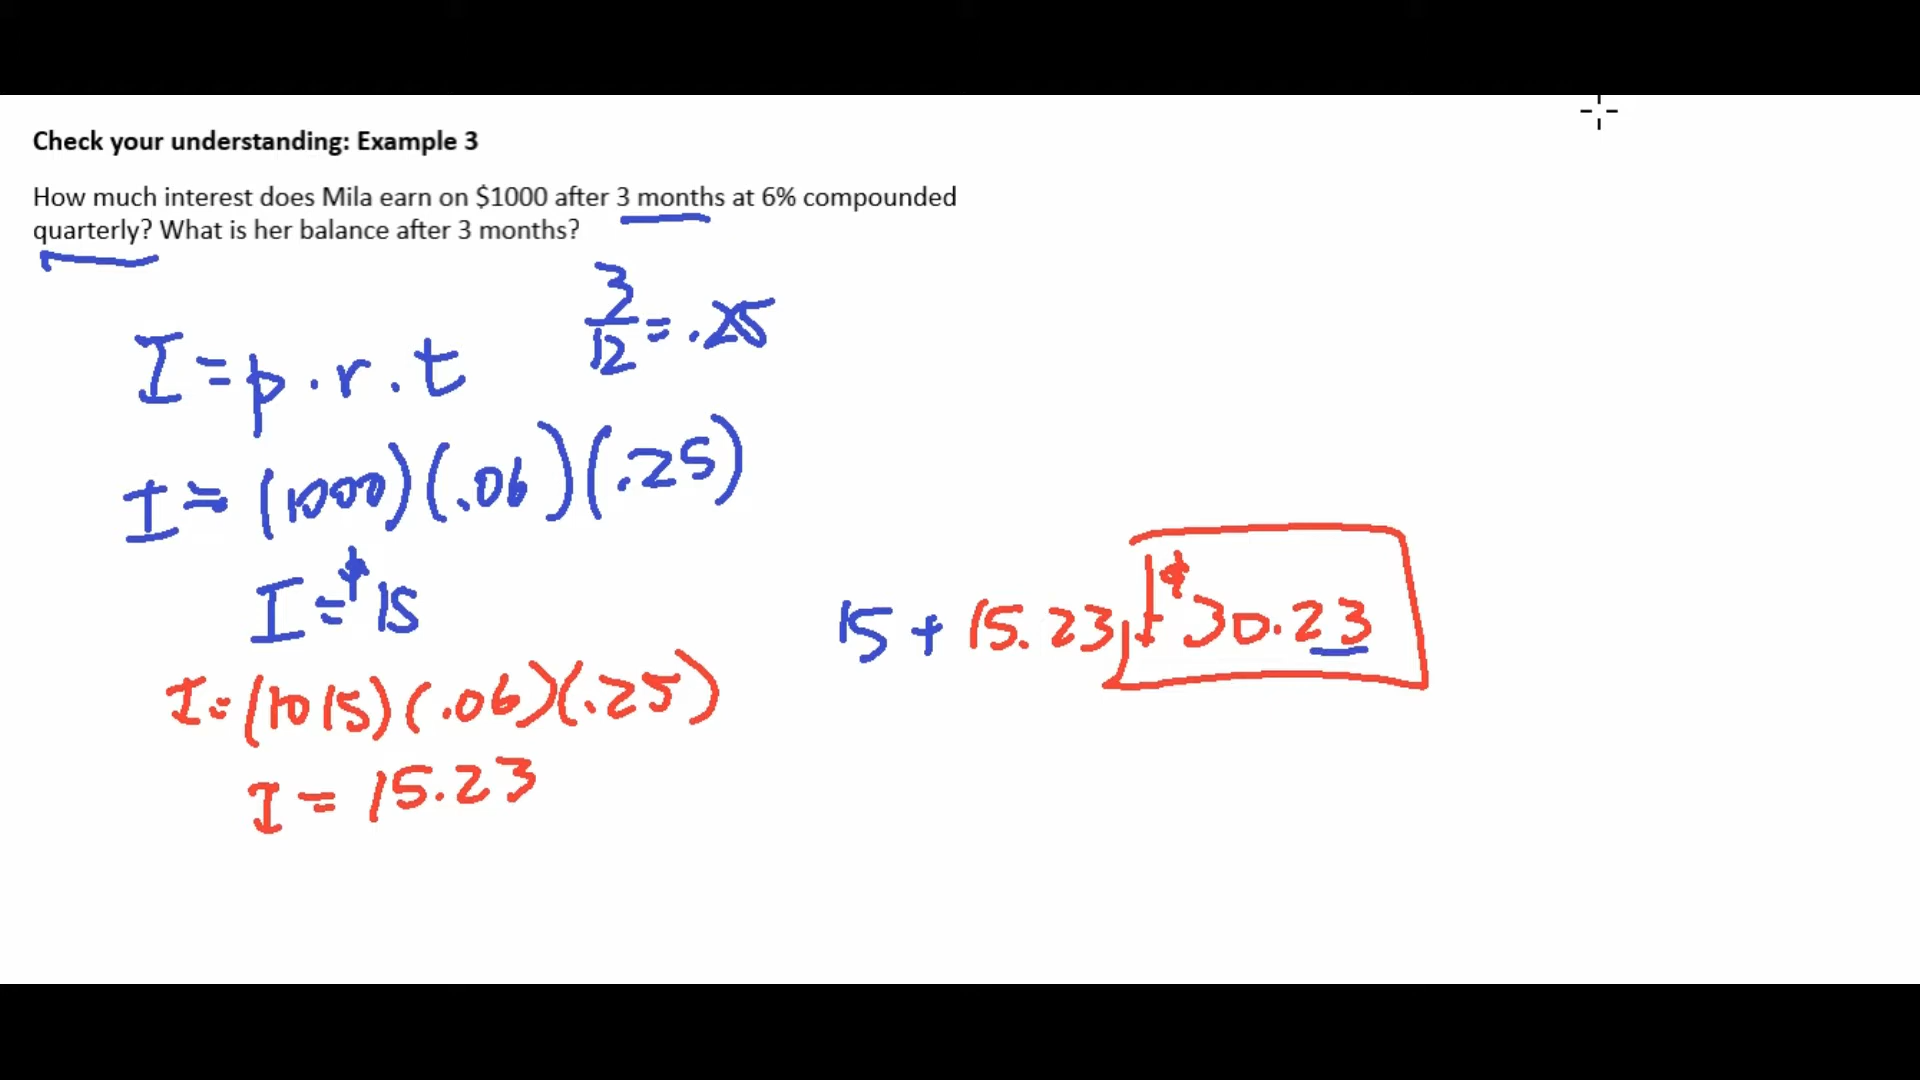 Check your understanding: Example 3
How much interest does Mila earn on $1000 after 3 months at 6% compounded
quarterly? What is her balance after 3 months?
3/12 = .25
I = p . r . t
I = (1000)(.06)(.25)
I = $15
15 + 15.23 = $30.23
I = (1015)(.06)(.25)
I = 15.23